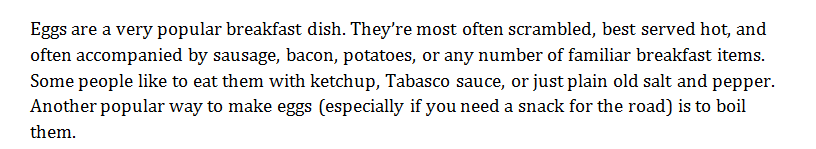 Eggs are a very popular breakfast dish. They’re most often scrambled, best served hot, and
often accompanied by sausage, bacon, potatoes, or any number of familiar breakfast items.
Some people like to eat them with ketchup, Tabasco sauce, or just plain old salt and pepper.
Another popular way to make eggs (especially if you need a snack for the road) is to boil
them.